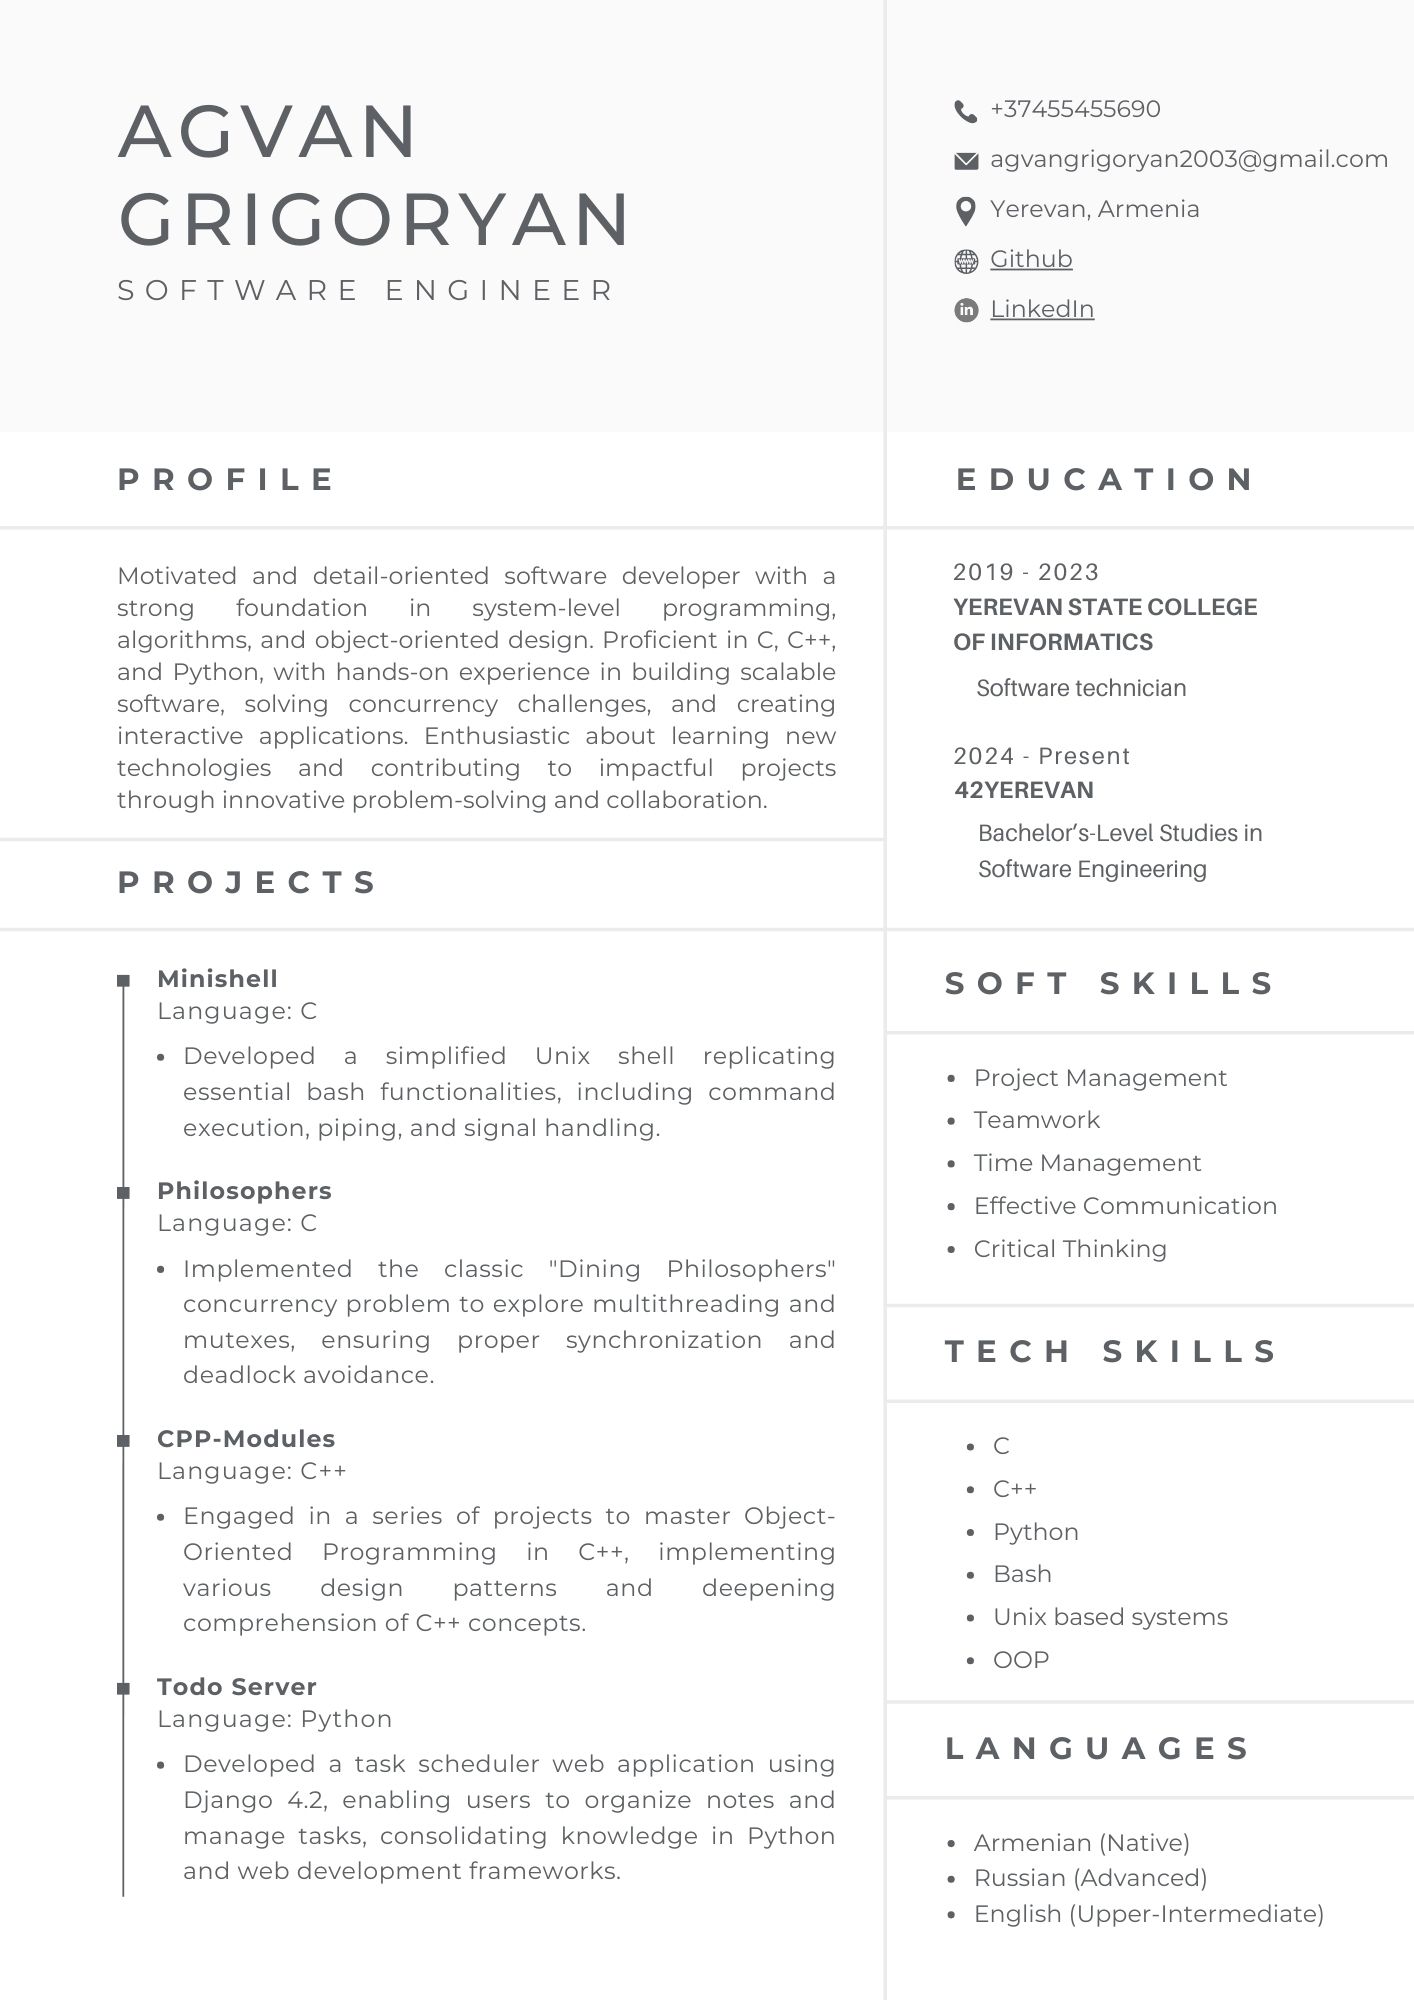 AGVAN
GRIGORYAN
SOFTWARE ENGINEER
+37455455690
agvangrigoryan2003@gmail.com
Yerevan, Armenia
Github
in LinkedIn
PROFILE
Motivated and detail-oriented software developer with a
strong foundation in system-level programming,
algorithms, and object-oriented design. Proficient in C, C++,
and Python, with hands-on experience in building scalable
software, solving concurrency challenges, and creating
interactive applications. Enthusiastic about learning new
technologies and contributing to impactful projects
through innovative problem-solving and collaboration.
PROJECTS
Minishell
Language: C
• Developed a simplified Unix shell replicating
essential bash functionalities, including command
execution, piping, and signal handling.
Philosophers
Language: C
• Implemented the classic "Dining Philosophers"
concurrency problem to explore multithreading and
mutexes, ensuring proper synchronization and
deadlock avoidance.
CPP-Modules
Language: C++
• Engaged in a series of projects to master Object-
Oriented Programming in C++, implementing
various design patterns and deepening
comprehension of C++ concepts.
Todo Server
Language: Python
• Developed a task scheduler web application using
Django 4.2, enabling users to organize notes and
manage tasks, consolidating knowledge in Python
and web development frameworks.
EDUCATION
2019 - 2023
YEREVAN STATE COLLEGE
OF INFORMATICS
Software technician
2024 - Present
42YEREVAN
Bachelor’s-Level Studies in
Software Engineering
SOFT SKILLS
• Project Management
• Teamwork
• Time Management
• Effective Communication
• Critical Thinking
TECH SKILLS
• C
• C++
• Python
• Bash
• Unix based systems
• OOP
LANGUAGES
• Armenian (Native)
• Russian (Advanced)
• English (Upper-Intermediate)